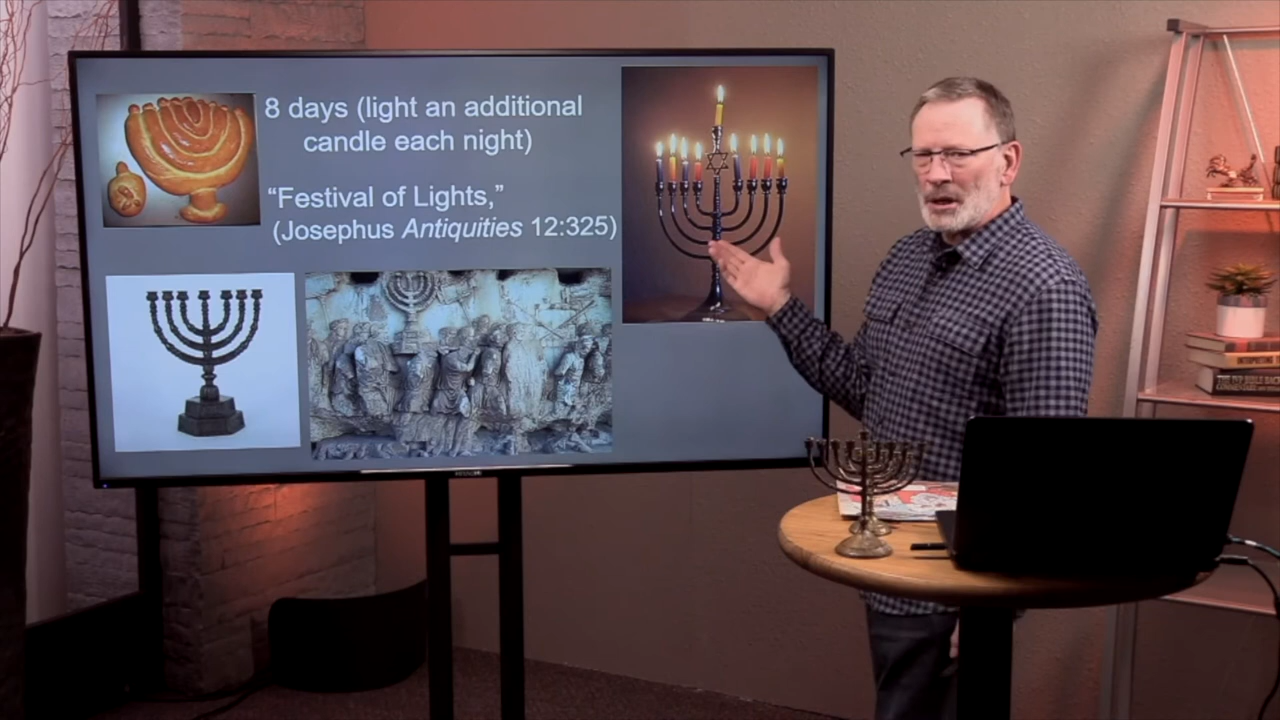 8 days (light an additional
candle each night)
“Festival of Lights,”
(Josephus Antiquities 12:325)